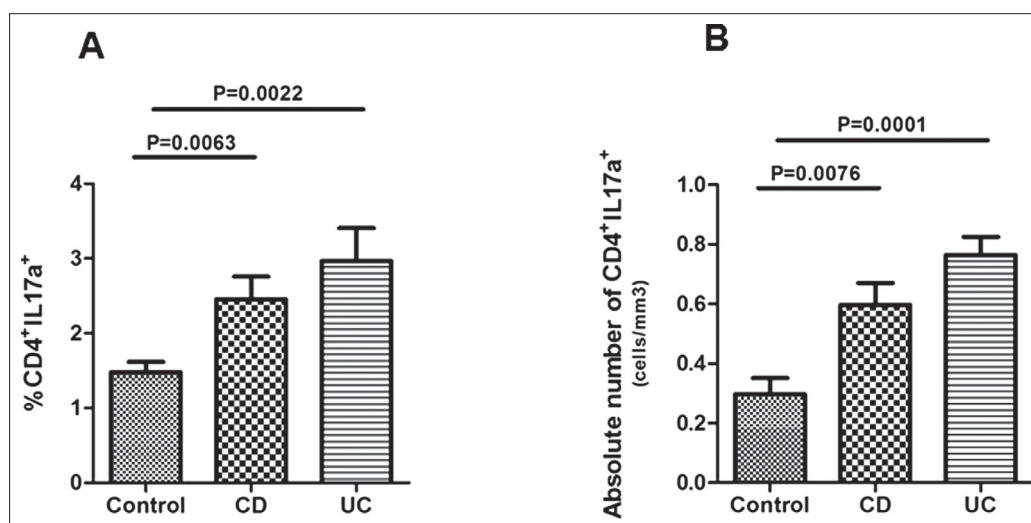 A
P=0.0022
P=0.0063
%CD4⁺IL17a⁺
4
3
2
1
0
Control CD UC
B
P=0.0001
P=0.0076
Absolute number of CD4⁺IL17a⁺
(cells/mm3)
1.0
0.8
0.6
0.4
0.2
0.0
Control CD UC